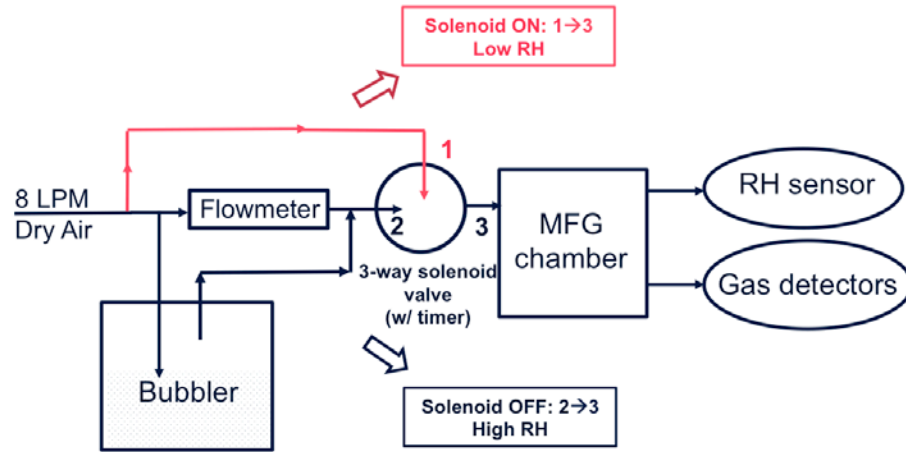 Solenoid ON: 1→3
Low RH
1
8 LPM
Dry Air
Flowmeter
2
3
3-way solenoid
valve
(w/ timer)
MFG
chamber
RH sensor
Gas detectors
Bubbler
Solenoid OFF: 2→3
High RH